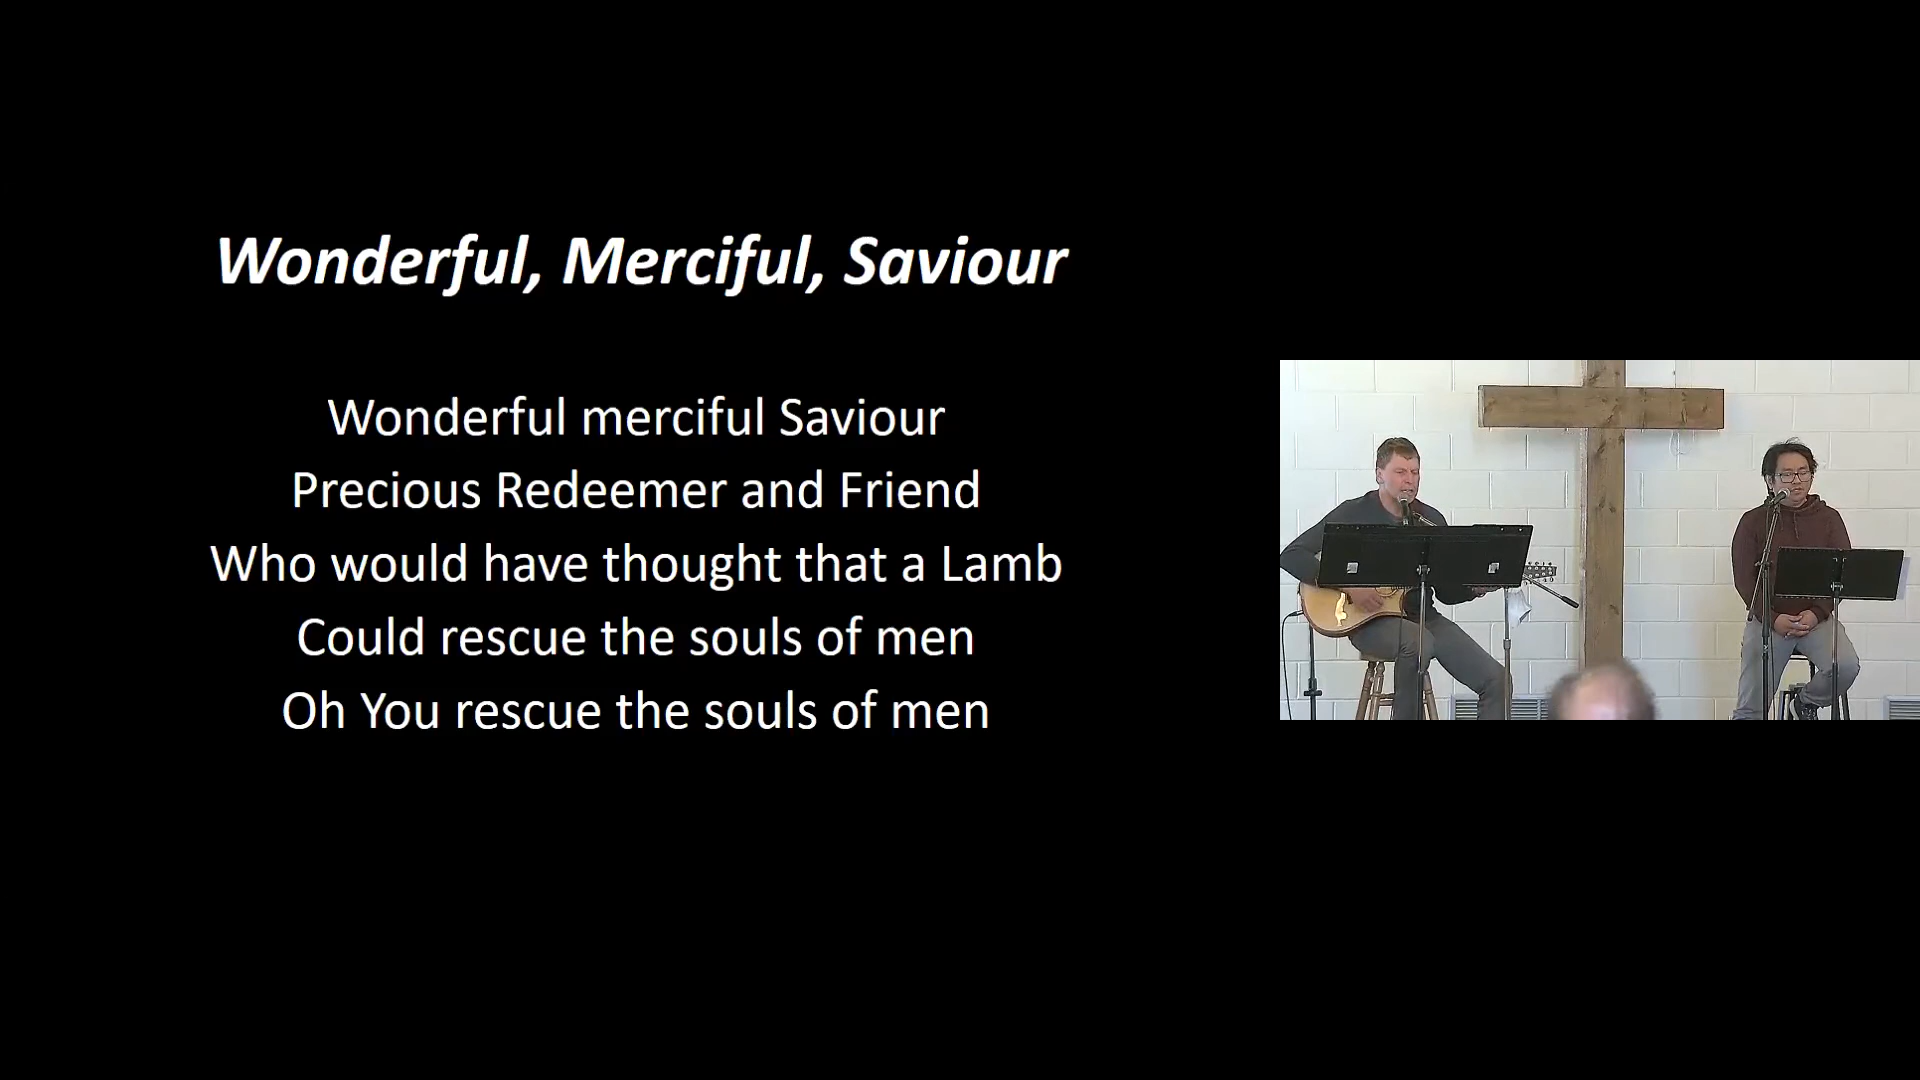 Wonderful, Merciful, Saviour
Wonderful merciful Saviour
Precious Redeemer and Friend
Who would have thought that a Lamb
Could rescue the souls of men
Oh You rescue the souls of men